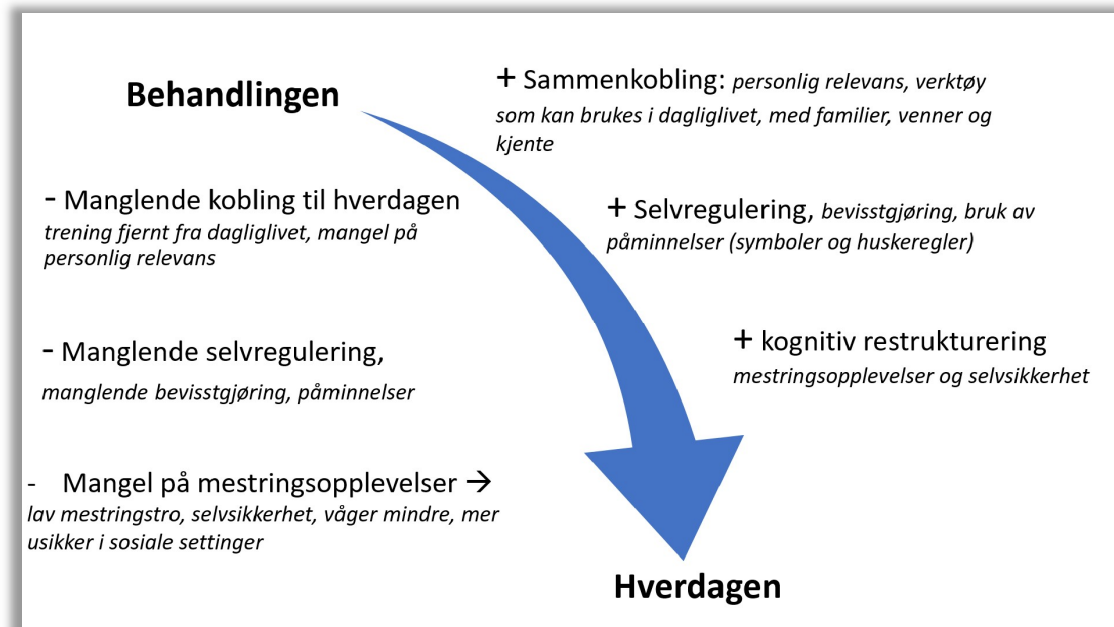 Behandlingen
+ Sammenkobling: personlig relevans, verktøy
som kan brukes i dagliglivet, med familier, venner og
kjente
- Manglende kobling til hverdagen
trening fjernt fra dagliglivet, mangel på
personlig relevans
+ Selvregulering, bevisstgjøring, bruk av
påminnelser (symboler og huskeregler)
- Manglende selvregulering,
manglende bevisstgjøring, påminnelser
+ kognitiv restrukturering
mestringsopplevelser og selvsikkerhet
- Mangel på mestringsopplevelser →
lav mestringstro, selvsikkerhet, våger mindre, mer
usikker i sosiale settinger
Hverdagen